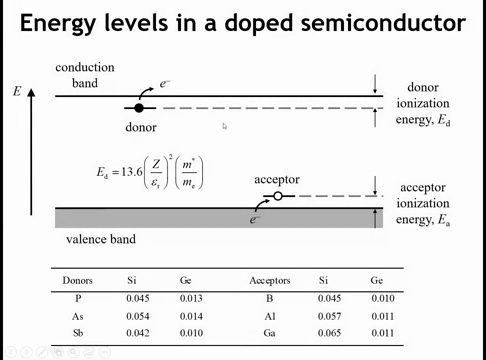 Energy levels in a doped semiconductor
conduction
band
e⁻
E
donor
ionization
energy, E_d
donor
E_d = 13.6 (Z/ε_r)² (m*/m_e)
acceptor
acceptor
ionization
energy, E_a
e⁻
valence band
Donors Si Ge Acceptors Si Ge
P 0.045 0.013 B 0.045 0.010
As 0.054 0.014 Al 0.057 0.011
Sb 0.042 0.010 Ga 0.065 0.011